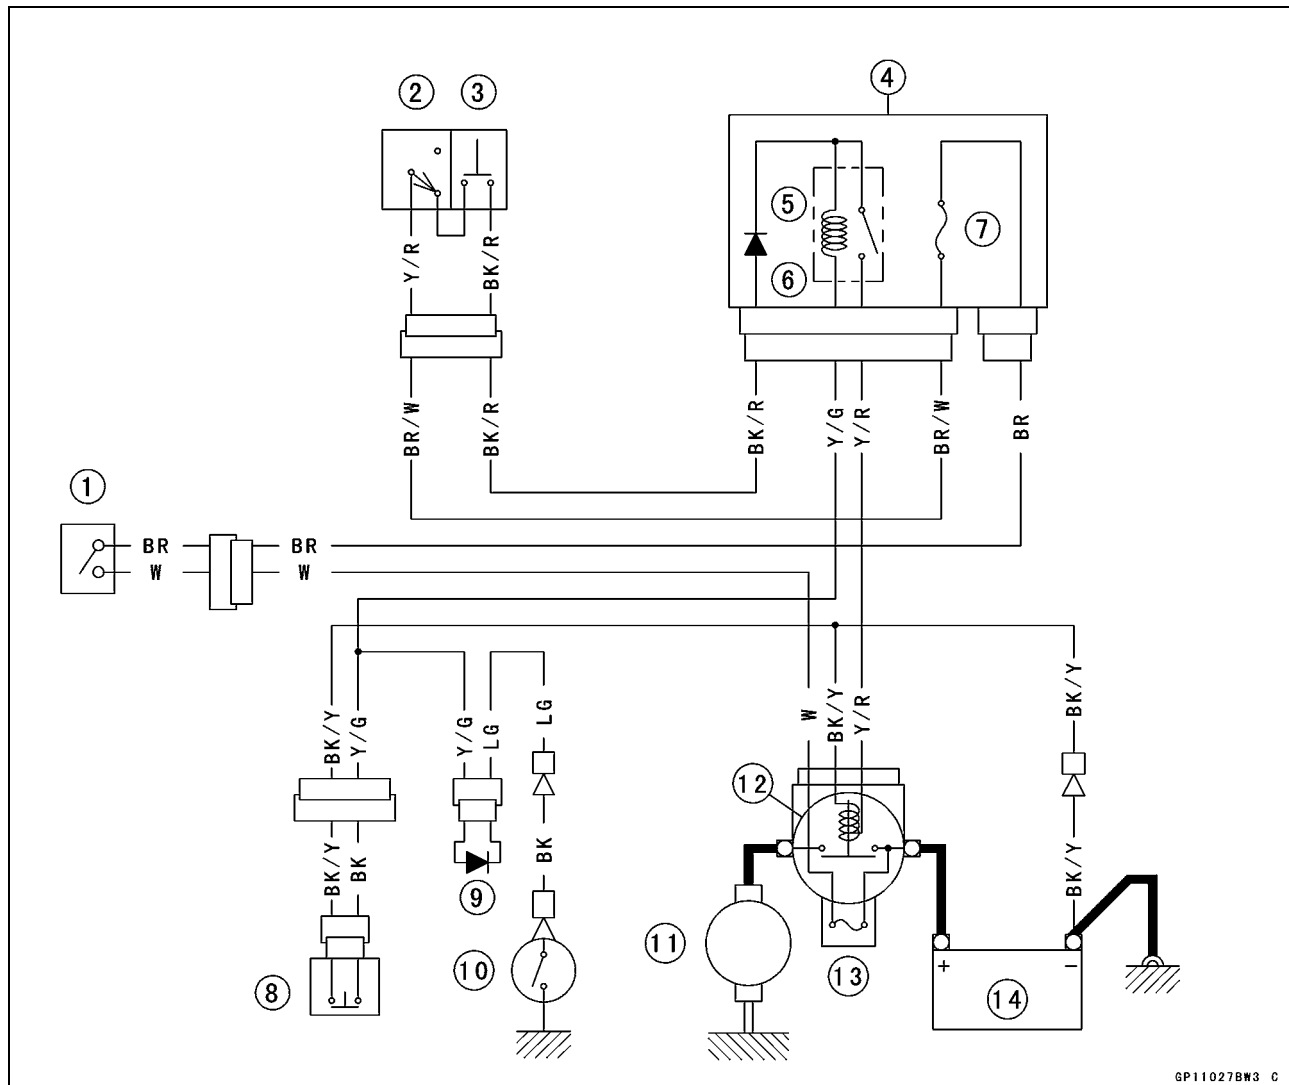 2 3 4
5
6
7
Y/R BK/R
BR/W BK/R BK/R Y/G Y/R BR/W BR
1
BR BR
W W
BK/Y Y/G Y/G LG LG W BK/Y Y/R BK/Y
12
BK/Y BK BK BK/Y
9
8 10 11 13 14
+ −
GP11027BW3 C